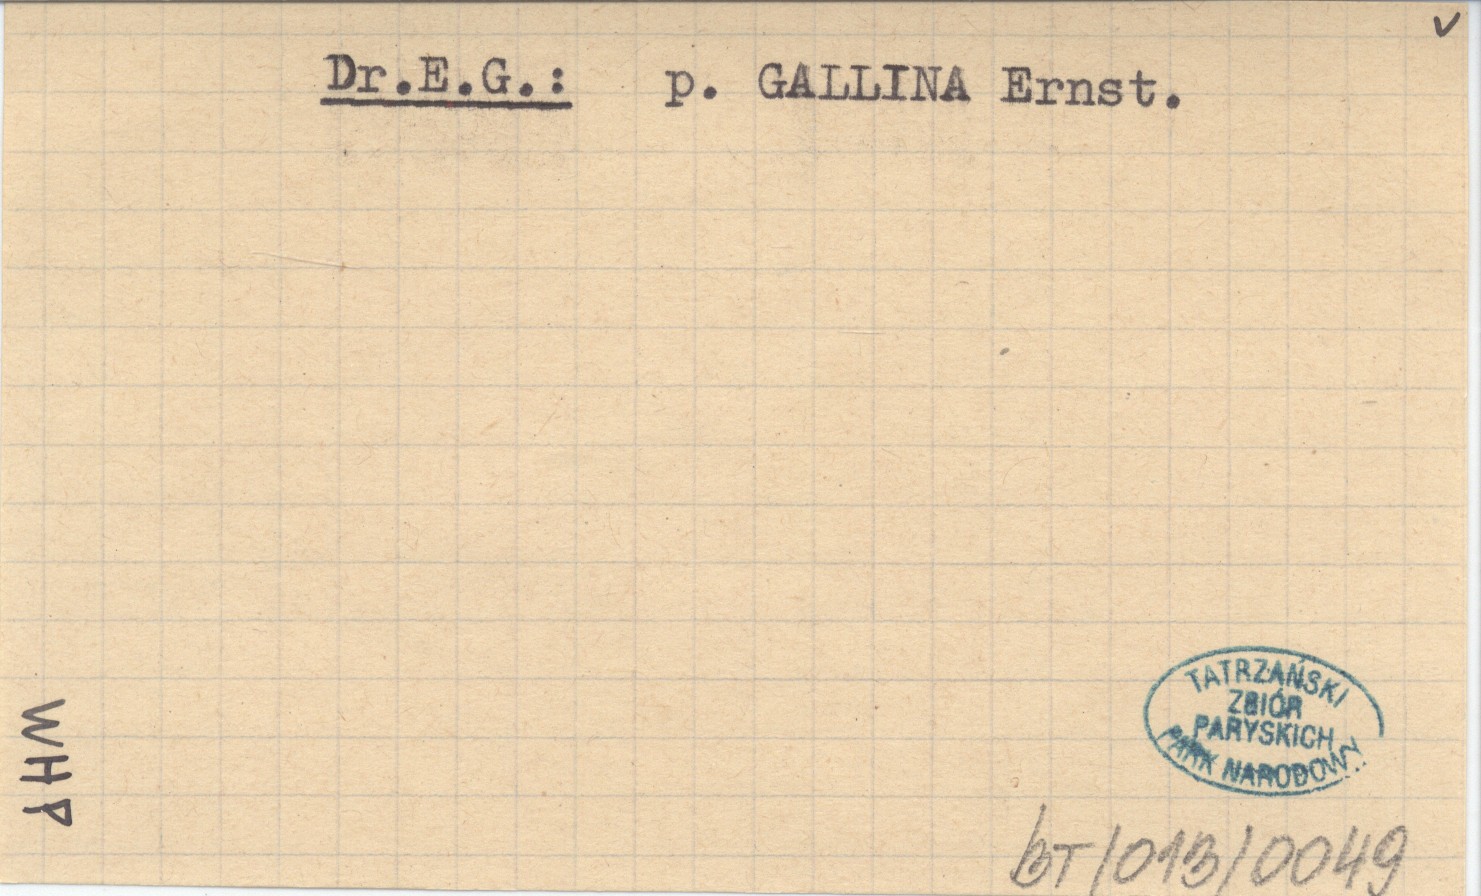 v
Dr.E.G.: p. GALLINA Ernst.
WHP
TATRZAŃSKI
ZBIÓR
PARYSKICH
PARK NARODOWY
bT/013/0049